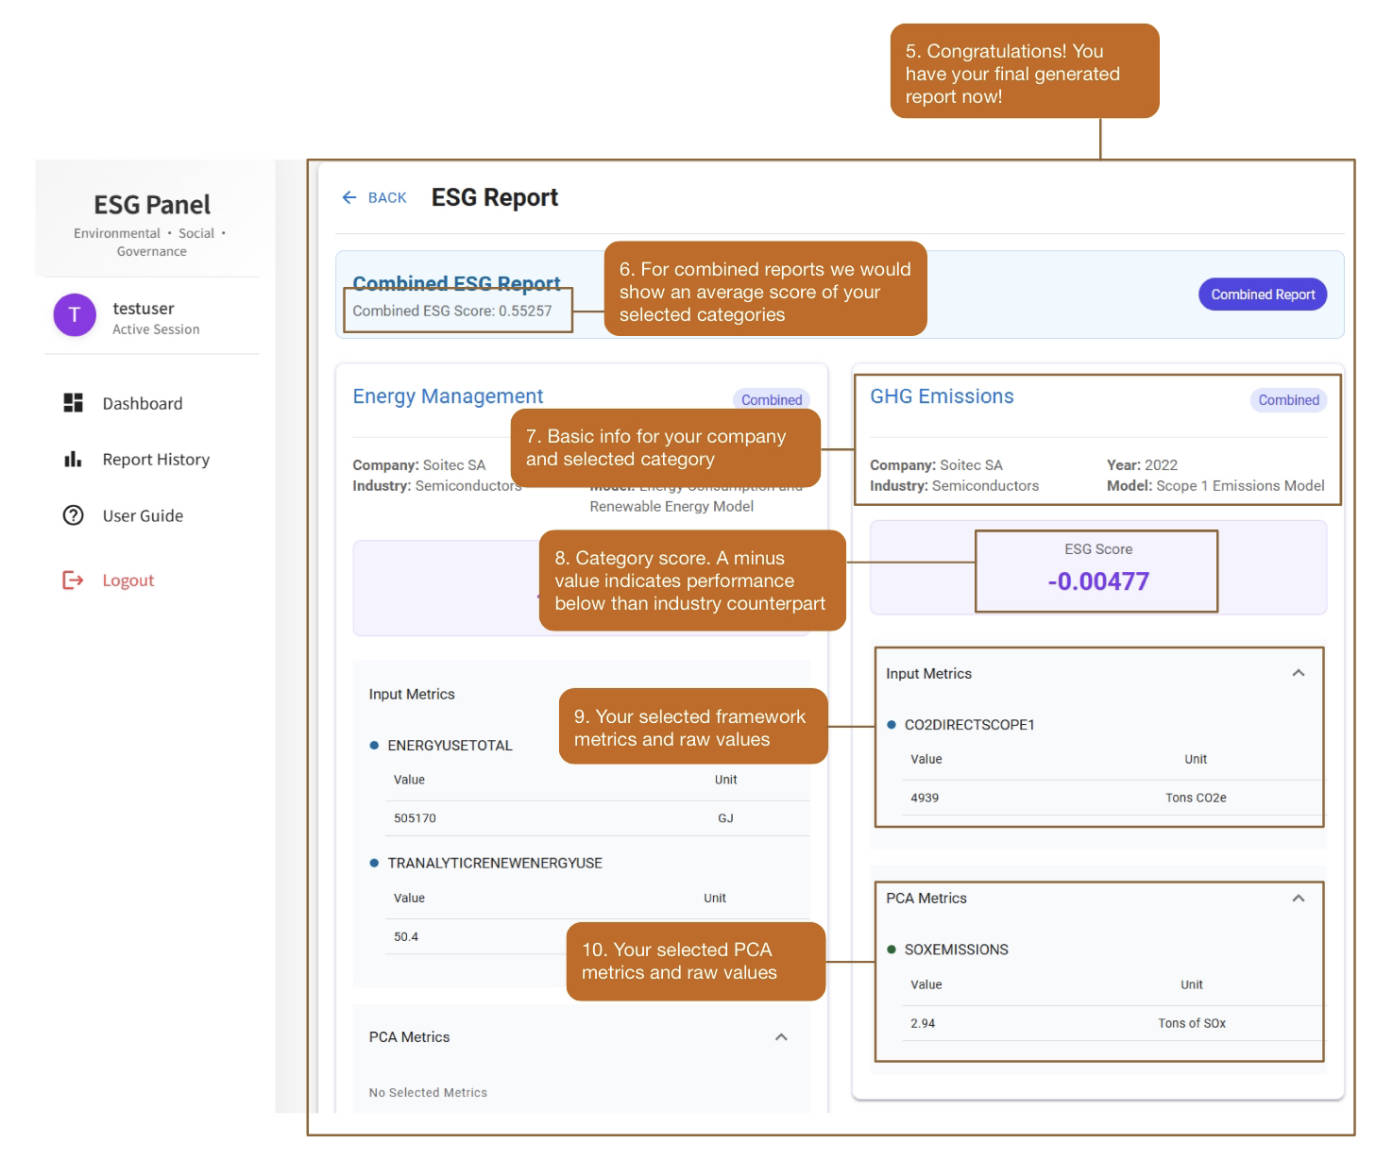 5. Congratulations! You
have your final generated
report now!
ESG Panel
Environmental • Social •
Governance
T
testuser
Active Session
Dashboard
Report History
User Guide
Logout
BACK
ESG Report
Combined ESG Report
Combined ESG Score: 0.55257
6. For combined reports we would
show an average score of your
selected categories
Combined Report
Energy Management
Combined
7. Basic info for your company
and selected category
Company: Soitec SA
Industry: Semiconductors
Model: Energy Consumption and
Renewable Energy Model
8. Category score. A minus
value indicates performance
below than industry counterpart
Input Metrics
9. Your selected framework
metrics and raw values
ENERGYUSETOTAL
Value Unit
505170 GJ
TRANALYTICRENEWENERGYUSE
Value Unit
50.4
10. Your selected PCA
metrics and raw values
PCA Metrics
No Selected Metrics
GHG Emissions
Combined
Company: Soitec SA Year: 2022
Industry: Semiconductors Model: Scope 1 Emissions Model
ESG Score
-0.00477
Input Metrics
CO2DIRECTSCOPE1
Value Unit
4939 Tons CO2e
PCA Metrics
SOXEMISSIONS
Value Unit
2.94 Tons of SOx